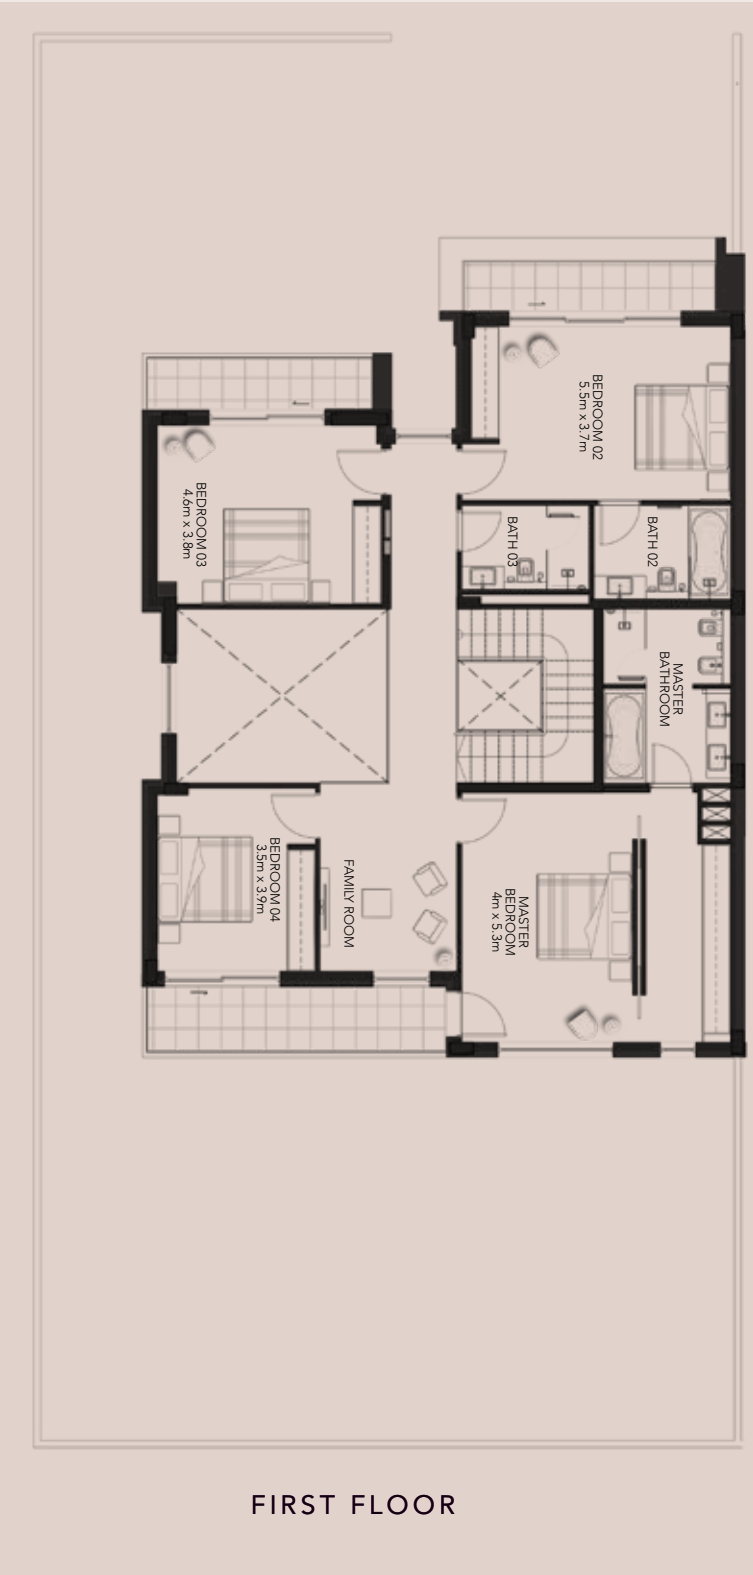 BEDROOM 02
5.5m x 3.7m
BEDROOM 03
4.6m x 3.8m
BATH 03
BATH 02
MASTER
BATHROOM
BEDROOM 04
3.5m x 3.9m
FAMILY ROOM
MASTER
BEDROOM
4m x 5.3m
FIRST FLOOR